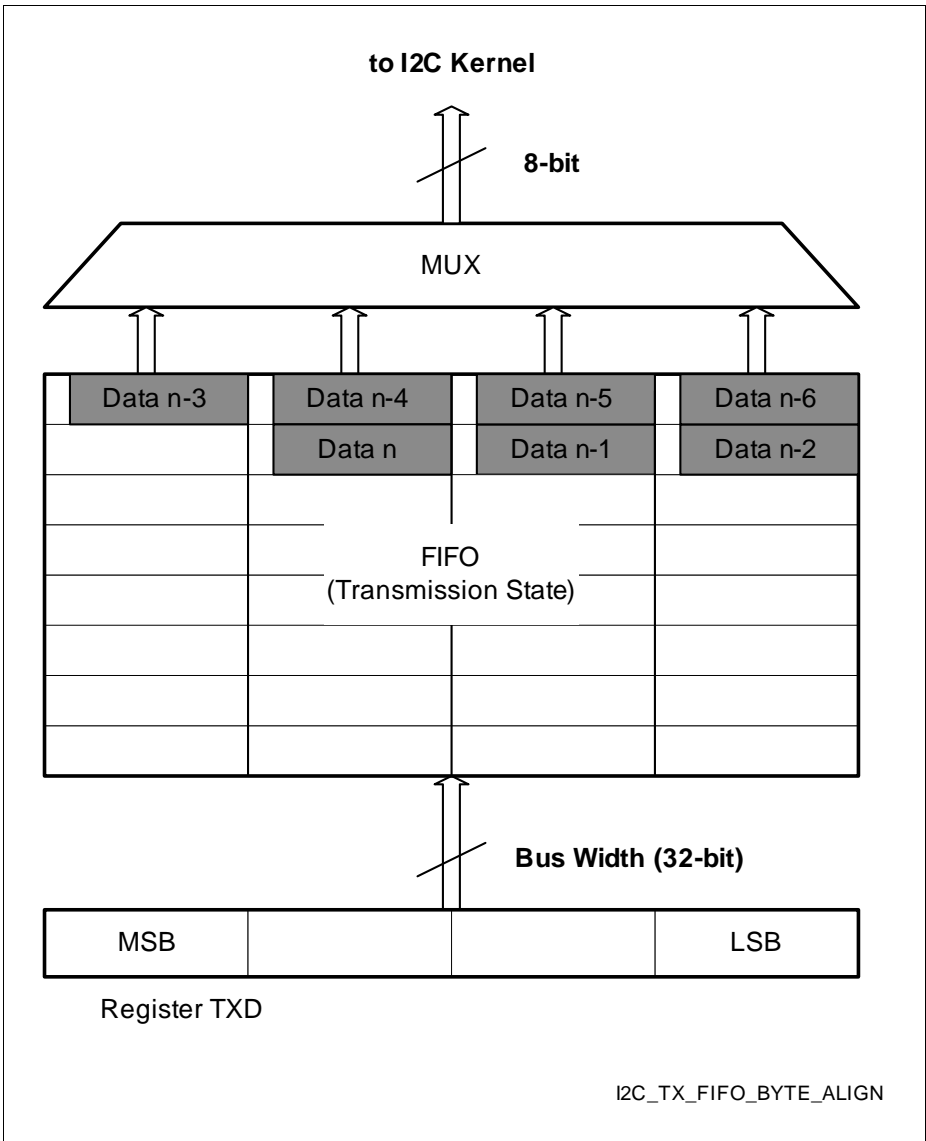 to I2C Kernel
8-bit
MUX
Data n-3 Data n-4 Data n-5 Data n-6
Data n Data n-1 Data n-2
FIFO
(Transmission State)
Bus Width (32-bit)
MSB LSB
Register TXD
I2C_TX_FIFO_BYTE_ALIGN